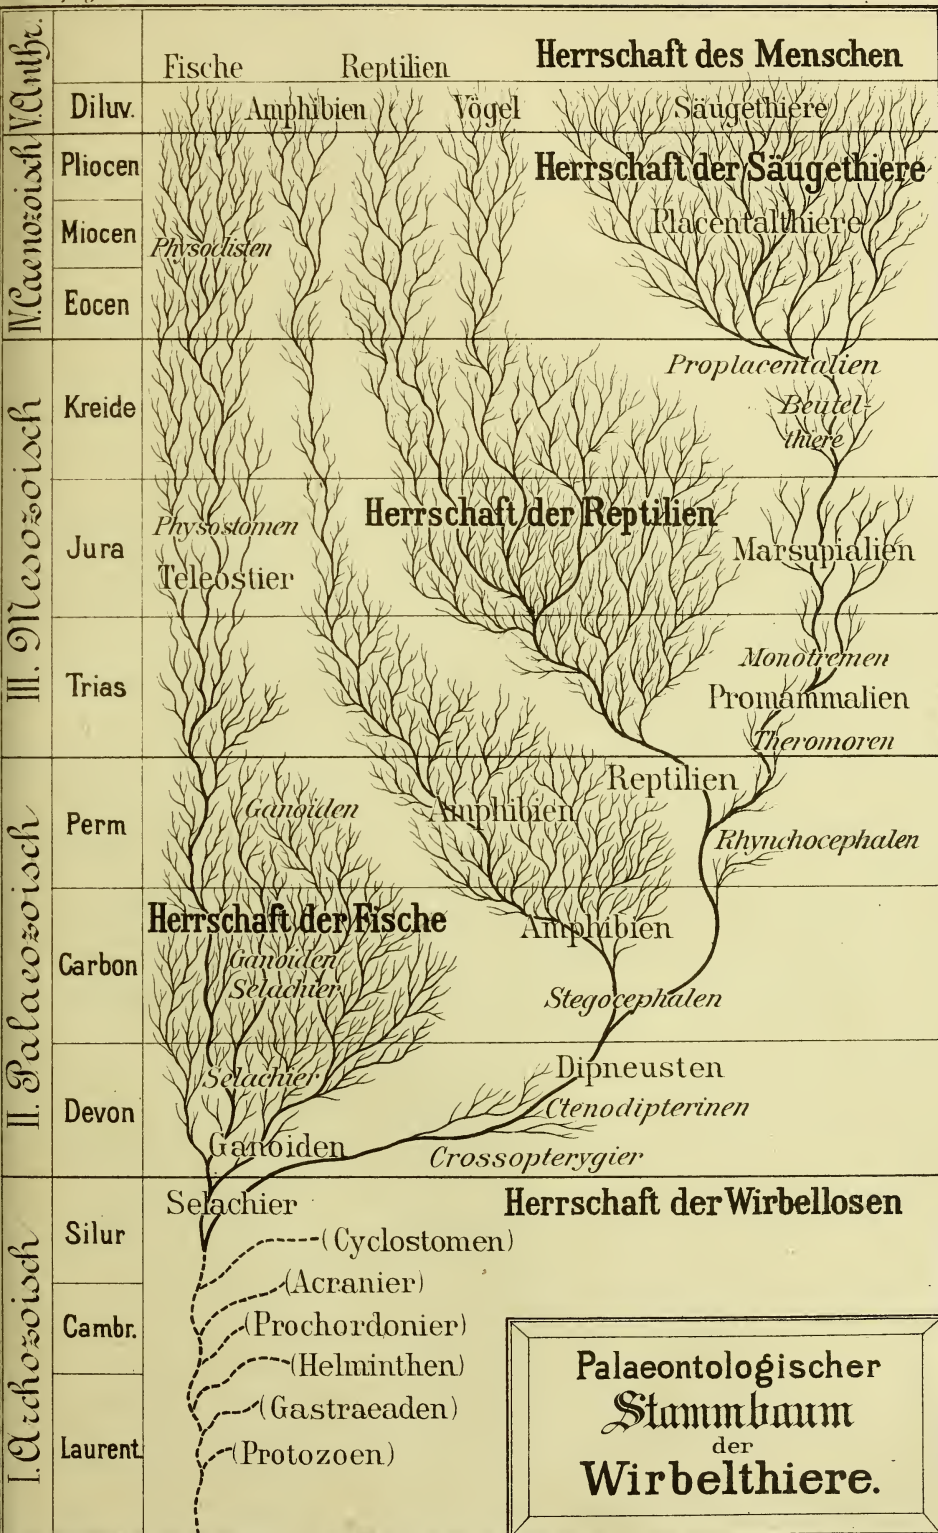 Herrschaft des Menschen
Fische
Reptilien
V. Anthr.
Diluv.
Amphibien
Vögel
Säugethiere
IV. Caenozoisch
Pliocen
Herrschaft der Säugethiere
Placentalthiere
Miocen
Physoclisten
Eocen
III. Mesozoisch
Proplacentalien
Kreide
Beutel-
thiere
Herrschaft der Reptilien
Physostomen
Jura
Marsupialien
Teleostier
Monotremen
Trias
Promammalien
Theromoren
II. Palaeozoisch
Reptilien
Ganoiden
Amphibien
Perm
Rhynchocephalen
Herrschaft der Fische
Amphibien
Ganoiden
Carbon
Selachier
Stegocephalen
Dipneusten
Selachier
Devon
Ctenodipterinen
Ganoiden
Crossopterygier
I. Archozoisch
Selachier
Herrschaft der Wirbellosen
Silur
(Cyclostomen)
(Acranier)
Cambr.
(Prochordonier)
(Helminthen)
(Gastraeaden)
Laurent.
(Protozoen)
Palaeontologischer
Stammbaum
der
Wirbelthiere.